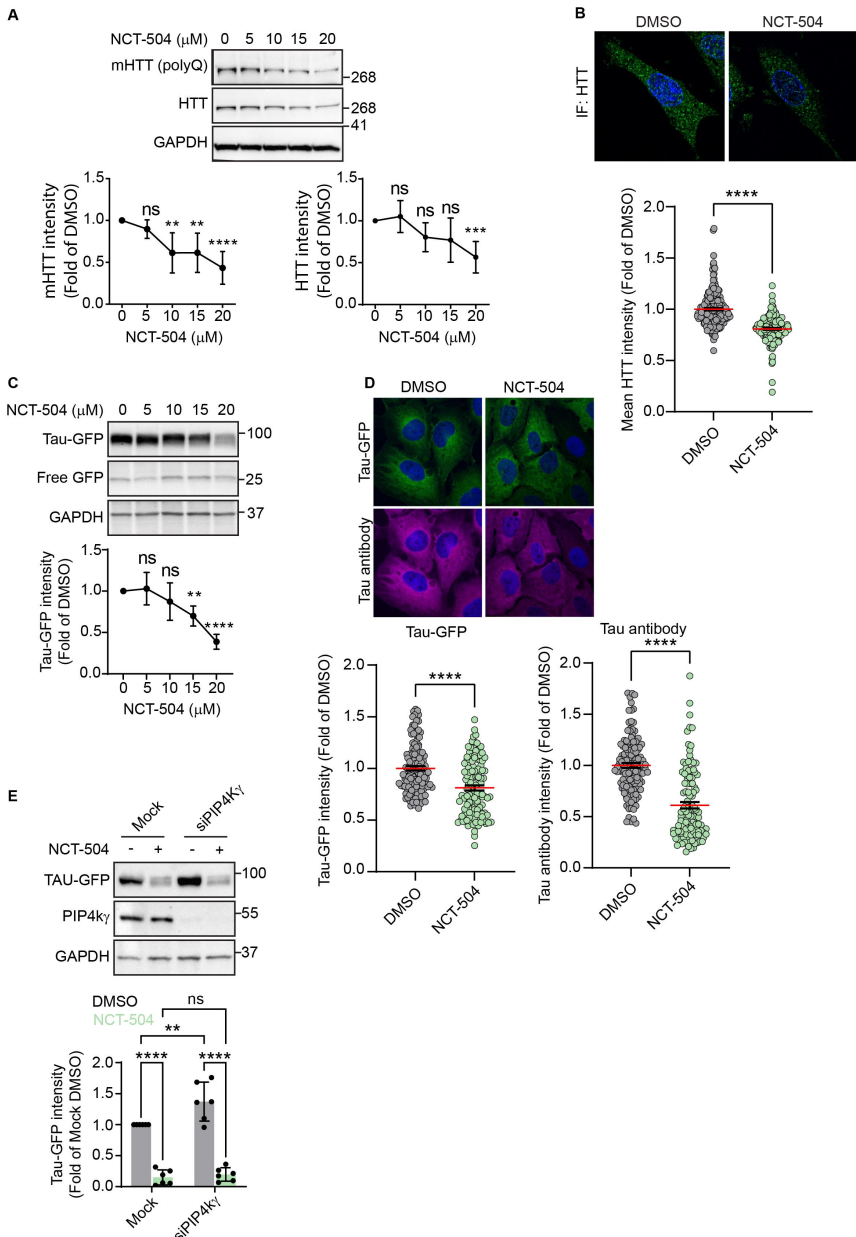 A
NCT-504 (μM) 0 5 10 15 20
mHTT (polyQ)
268
HTT
268
41
GAPDH
mHTT intensity
(Fold of DMSO)
1.5
1.0
0.5
0.0
ns
**
**
****
0 5 10 15 20
NCT-504 (μM)
HTT intensity
(Fold of DMSO)
1.5
1.0
0.5
0.0
ns
ns
ns
***
0 5 10 15 20
NCT-504 (μM)
B
DMSO
NCT-504
IF: HTT
****
Mean HTT intensity (Fold of DMSO)
2.0
1.5
1.0
0.5
0.0
DMSO
NCT-504
C
NCT-504 (μM) 0 5 10 15 20
Tau-GFP
100
Free GFP
25
GAPDH
37
Tau-GFP intensity
(Fold of DMSO)
1.5
1.0
0.5
0.0
ns
ns
**
****
0 5 10 15 20
NCT-504 (μM)
D
DMSO
NCT-504
Tau-GFP
Tau antibody
Tau-GFP
****
Tau-GFP intensity (Fold of DMSO)
2.0
1.5
1.0
0.5
0.0
DMSO
NCT-504
Tau antibody
****
Tau antibody intensity (Fold of DMSO)
2.0
1.5
1.0
0.5
0.0
DMSO
NCT-504
E
Mock
siPIP4Kγ
NCT-504 - + - +
TAU-GFP
100
PIP4kγ
55
GAPDH
37
DMSO
NCT-504
ns
**
****
****
Tau-GFP intensity
(Fold of Mock DMSO)
2.0
1.5
1.0
0.5
0.0
Mock
siPIP4kγ